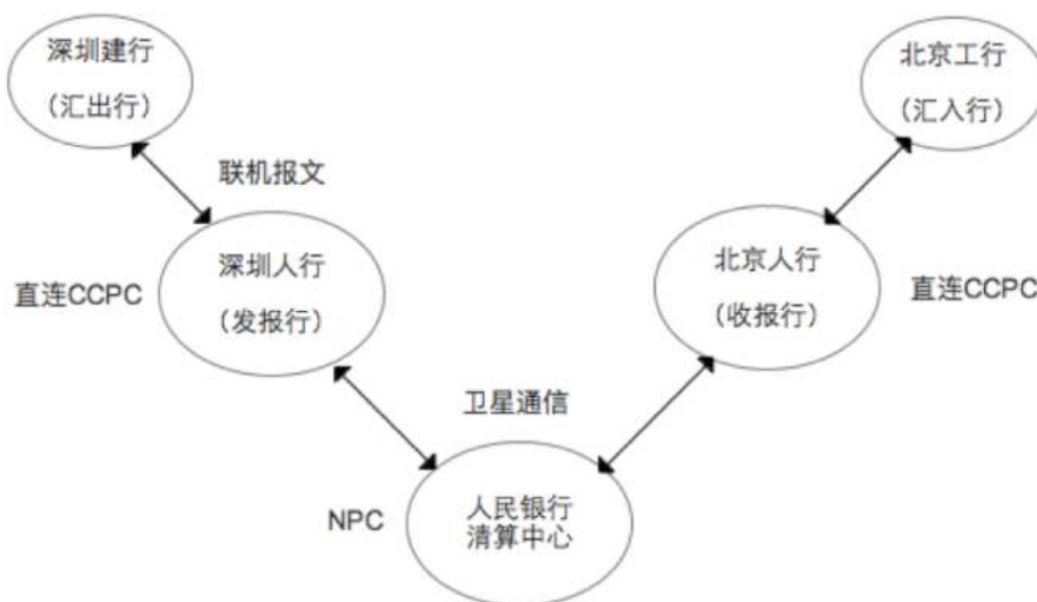 深圳建行
（汇出行）
北京工行
（汇入行）
联机报文
深圳人行
（发报行）
直连CCPC
北京人行
（收报行）
直连CCPC
卫星通信
NPC
人民银行
清算中心